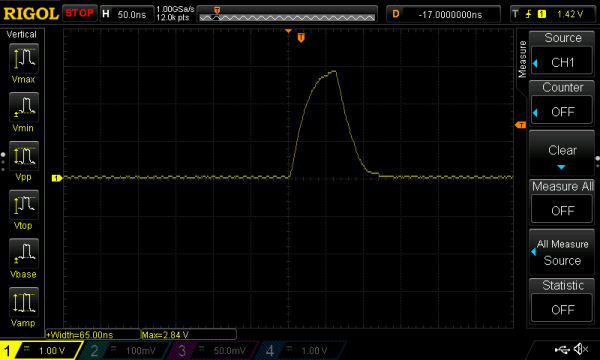 RIGOL STOP H 50.0ns 1.00GSa/s 12.0k pts D -17.0000000ns T 1 1.42 V
Vertical
Vmax
Vmin
Vpp
Vtop
Vbase
Vamp
T
T
1
Measure
Source
CH1
Counter
OFF
Clear
Measure All
OFF
All Measure
Source
Statistic
OFF
+Width=65.00ns Max=2.84 V
1 = 1.00 V 2 = 100mV 3 = 50.0mV 4 = 1.00 V